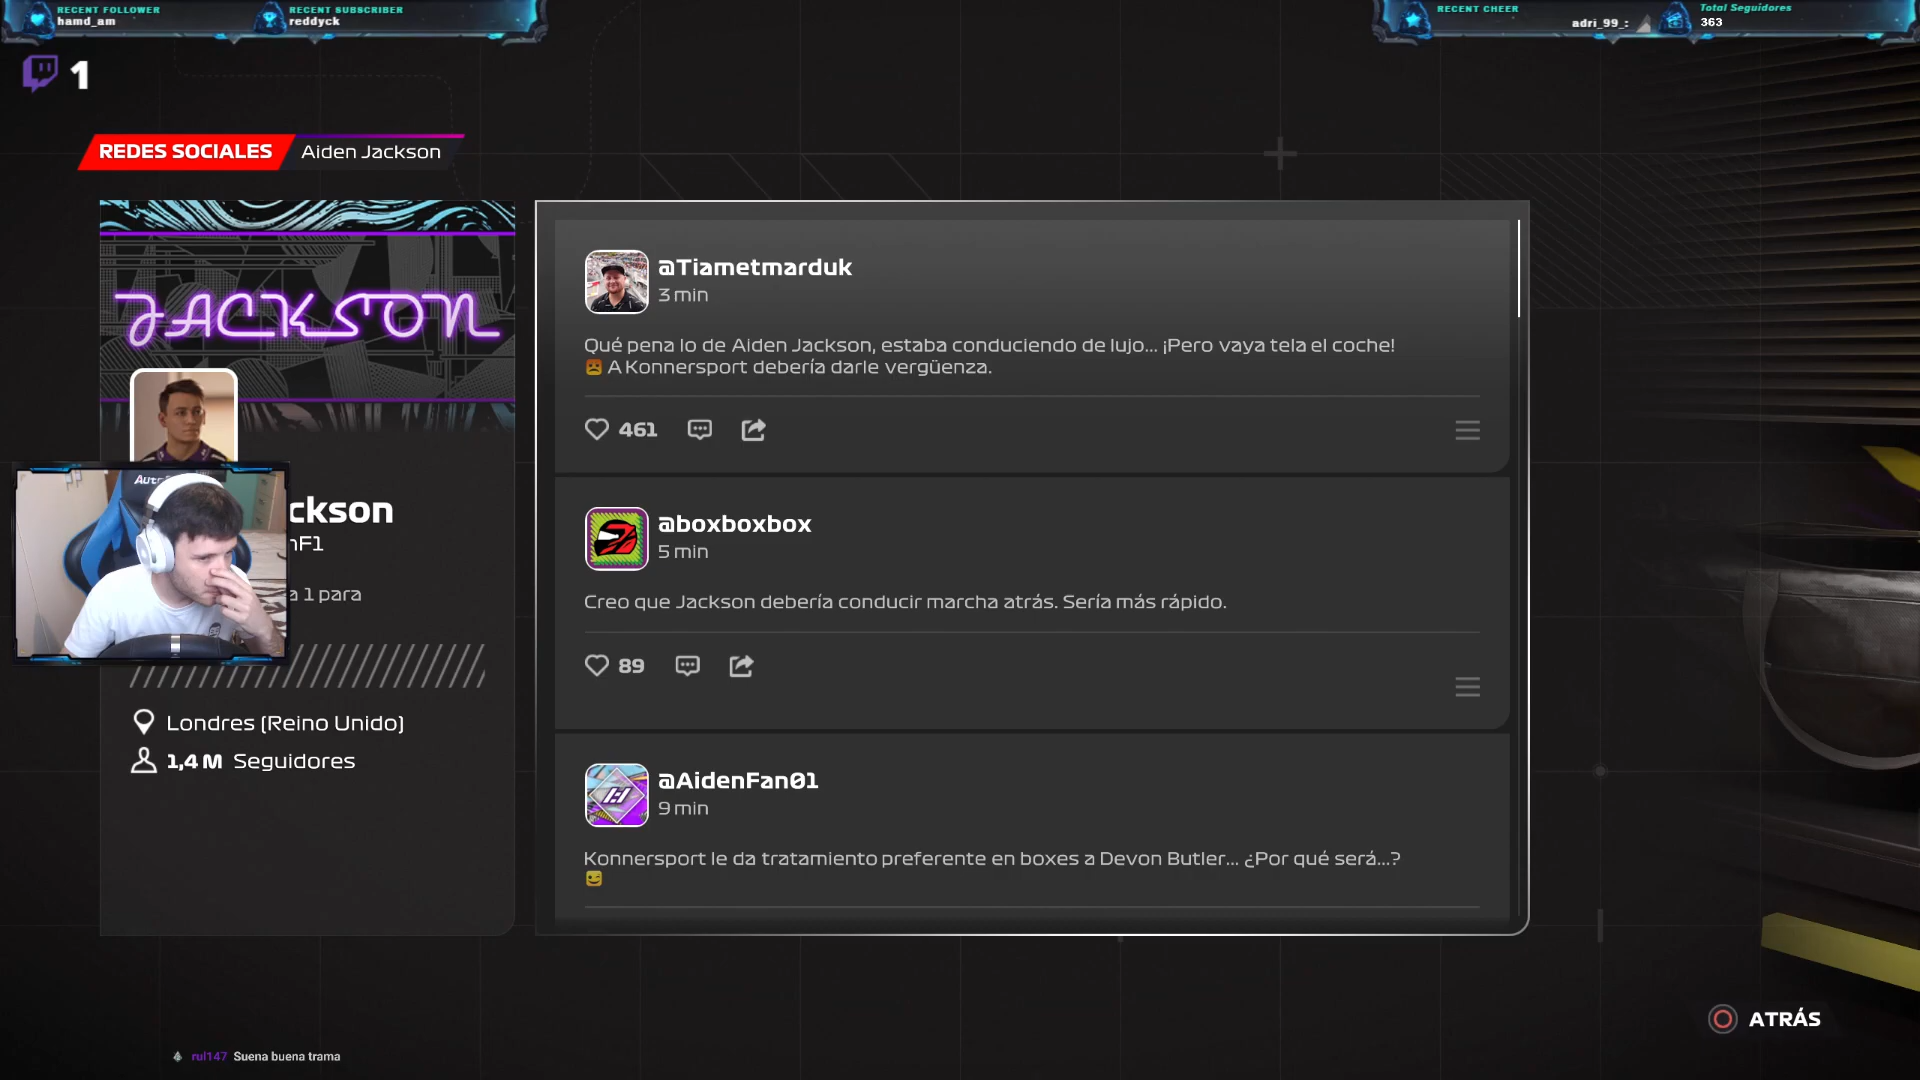 RECENT FOLLOWER
hamd_am
RECENT SUBSCRIBER
reddyck
RECENT CHEER
adri_99_:
Total Seguidores
363
1
REDES SOCIALES
Aiden Jackson
JACKSON
ckson
F1
1 para
Londres (Reino Unido)
1,4 M Seguidores
@Tiametmarduk
3 min
Qué pena lo de Aiden Jackson, estaba conduciendo de lujo... ¡Pero vaya tela el coche!
😡 A Konnersport debería darle vergüenza.
461
@boxboxbox
5 min
Creo que Jackson debería conducir marcha atrás. Sería más rápido.
89
@AidenFan01
9 min
Konnersport le da tratamiento preferente en boxes a Devon Butler... ¿Por qué será...?
😉
ATRÁS
rul147 Suena buena trama